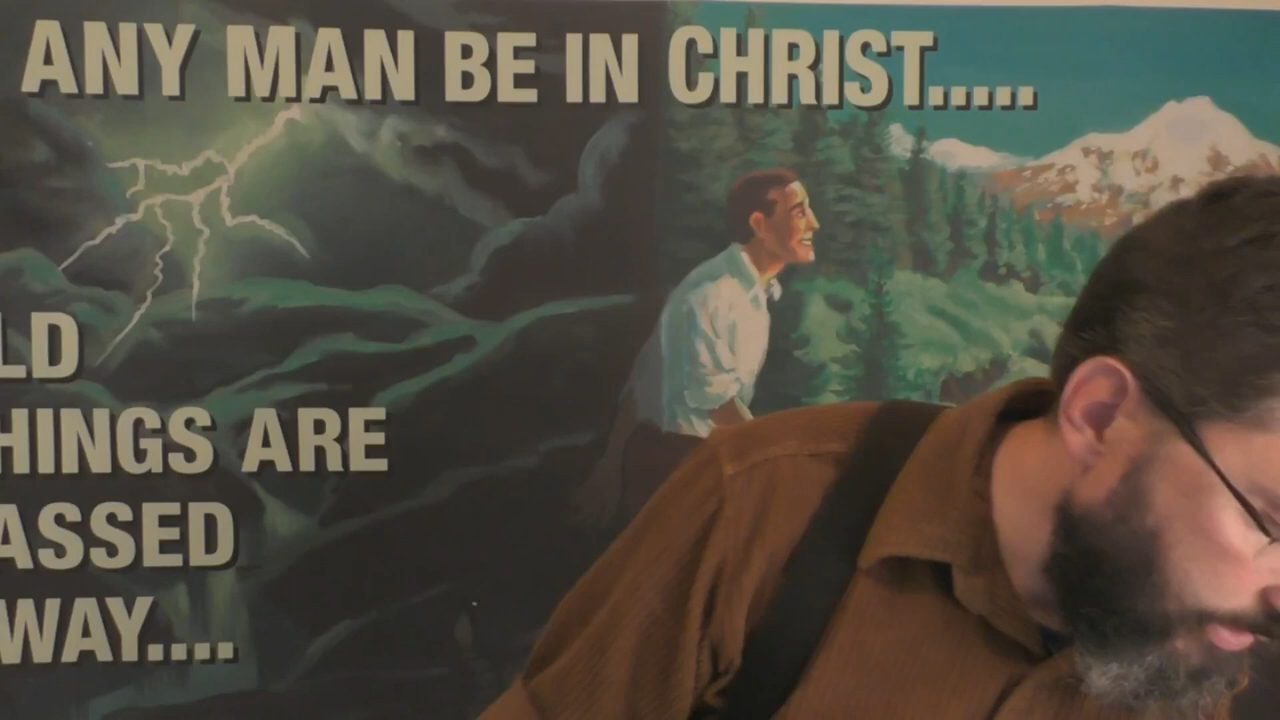 ANY MAN BE IN CHRIST.....
LD
HINGS ARE
ASSED
WAY....